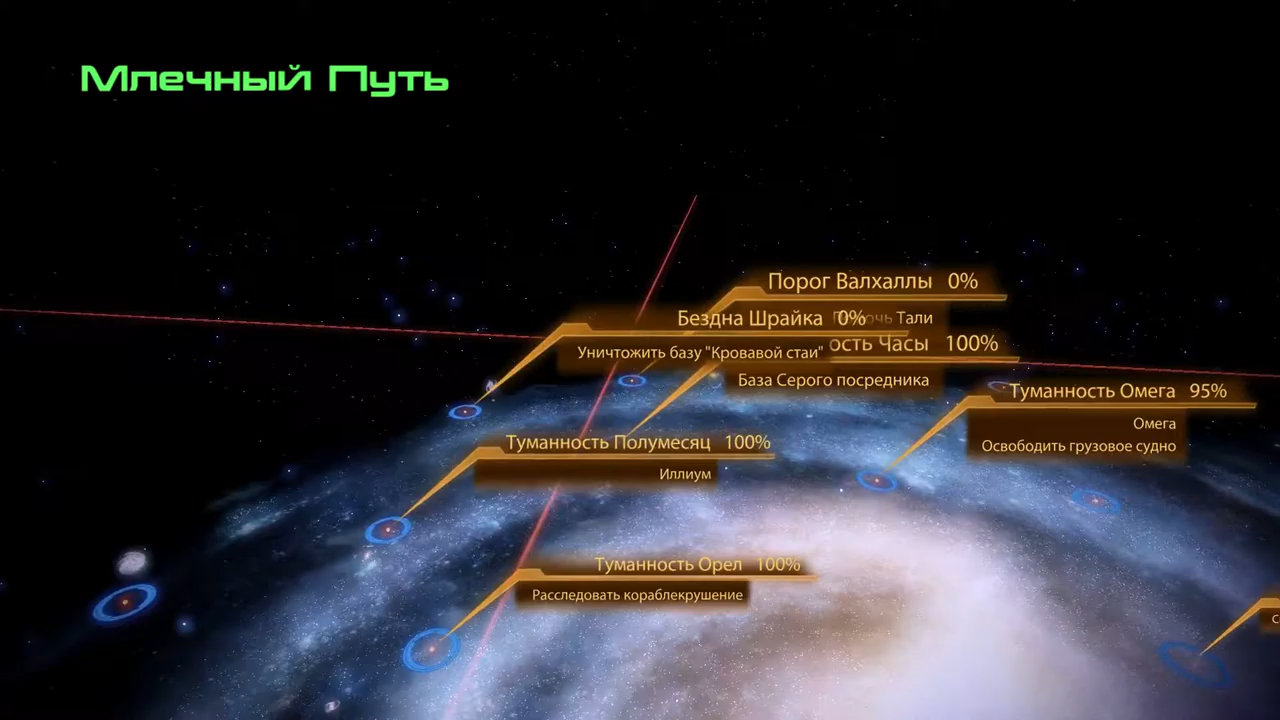 Млечный Путь
Порог Валхаллы 0%
Тали
Бездна Шрайка 0%
Уничтожить базу "Кровавой стаи"
ость Часы 100%
База Серого посредника
Туманность Омега 95%
Омега
Освободить грузовое судно
Туманность Полумесяц 100%
Иллиум
Туманность Орел 100%
Расследовать кораблекрушение